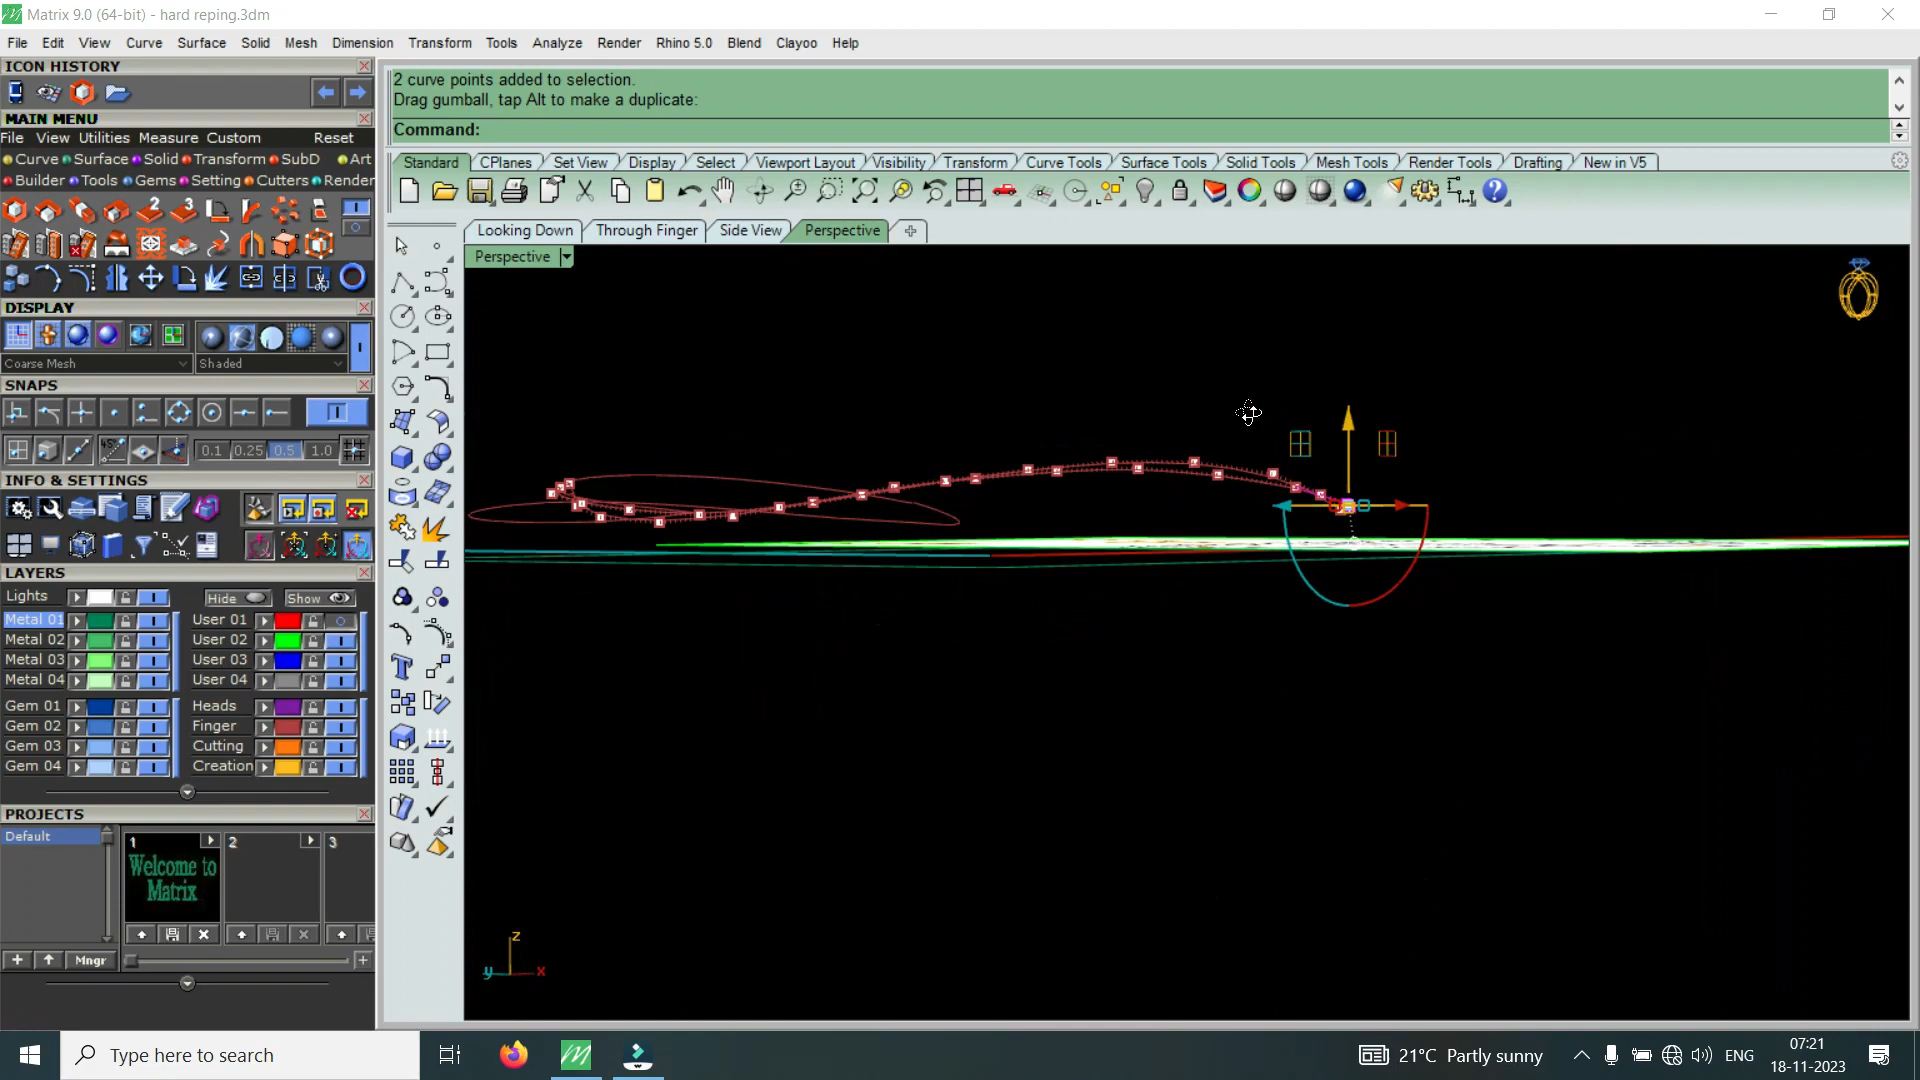 Matrix 9.0 (64-bit) - hard reping.3dm
File Edit View Curve Surface Solid Mesh Dimension Transform Tools Analyze Render Rhino 5.0 Blend Clayoo Help
ICON HISTORY
2 curve points added to selection.
Drag gumball, tap Alt to make a duplicate:
Command:
MAIN MENU
File View Utilities Measure Custom Reset
Curve Surface Solid Transform SubD Art
Builder Tools Gems Setting Cutters Render
Standard CPlanes Set View Display Select Viewport Layout Visibility Transform Curve Tools Surface Tools Solid Tools Mesh Tools Render Tools Drafting New in V5
Looking Down Through Finger Side View Perspective
Perspective
DISPLAY
Coarse Mesh Shaded
SNAPS
0.1 0.25 0.5 1.0
INFO & SETTINGS
LAYERS
Lights Hide Show
Metal 01 User 01
Metal 02 User 02
Metal 03 User 03
Metal 04 User 04
Gem 01 Heads
Gem 02 Finger
Gem 03 Cutting
Gem 04 Creation
PROJECTS
Default 1 2 3
Welcome to
Matrix
Mngr
z
y x
Type here to search
21°C Partly sunny
ENG
07:21
18-11-2023